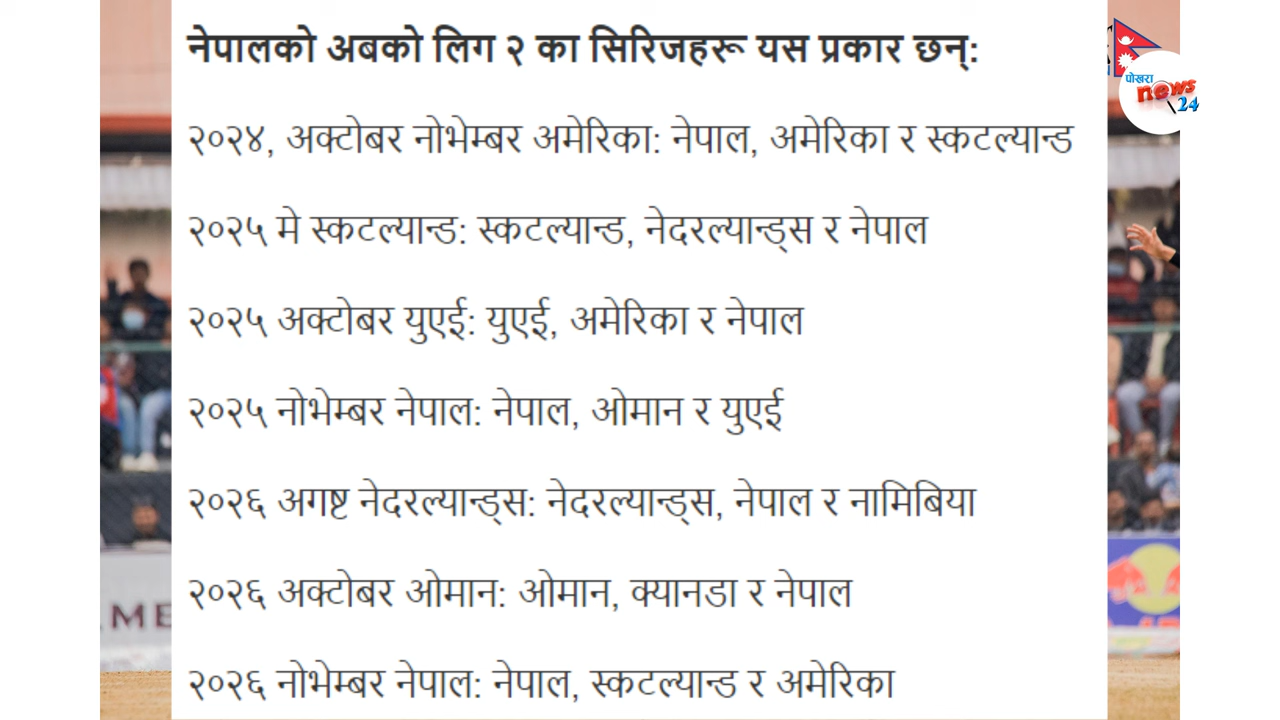 नेपालको अबको लिग २ का सिरिजहरू यस प्रकार छन्:
२०२४, अक्टोबर नोभेम्बर अमेरिका: नेपाल, अमेरिका र स्कटल्यान्ड
२०२५ मे स्कटल्यान्ड: स्कटल्यान्ड, नेदरल्यान्ड्स र नेपाल
२०२५ अक्टोबर युएई: युएई, अमेरिका र नेपाल
२०२५ नोभेम्बर नेपाल: नेपाल, ओमान र युएई
२०२६ अगष्ट नेदरल्यान्ड्स: नेदरल्यान्ड्स, नेपाल र नामिबिया
२०२६ अक्टोबर ओमान: ओमान, क्यानडा र नेपाल
२०२६ नोभेम्बर नेपाल: नेपाल, स्कटल्यान्ड र अमेरिका
पोखरा
news
24